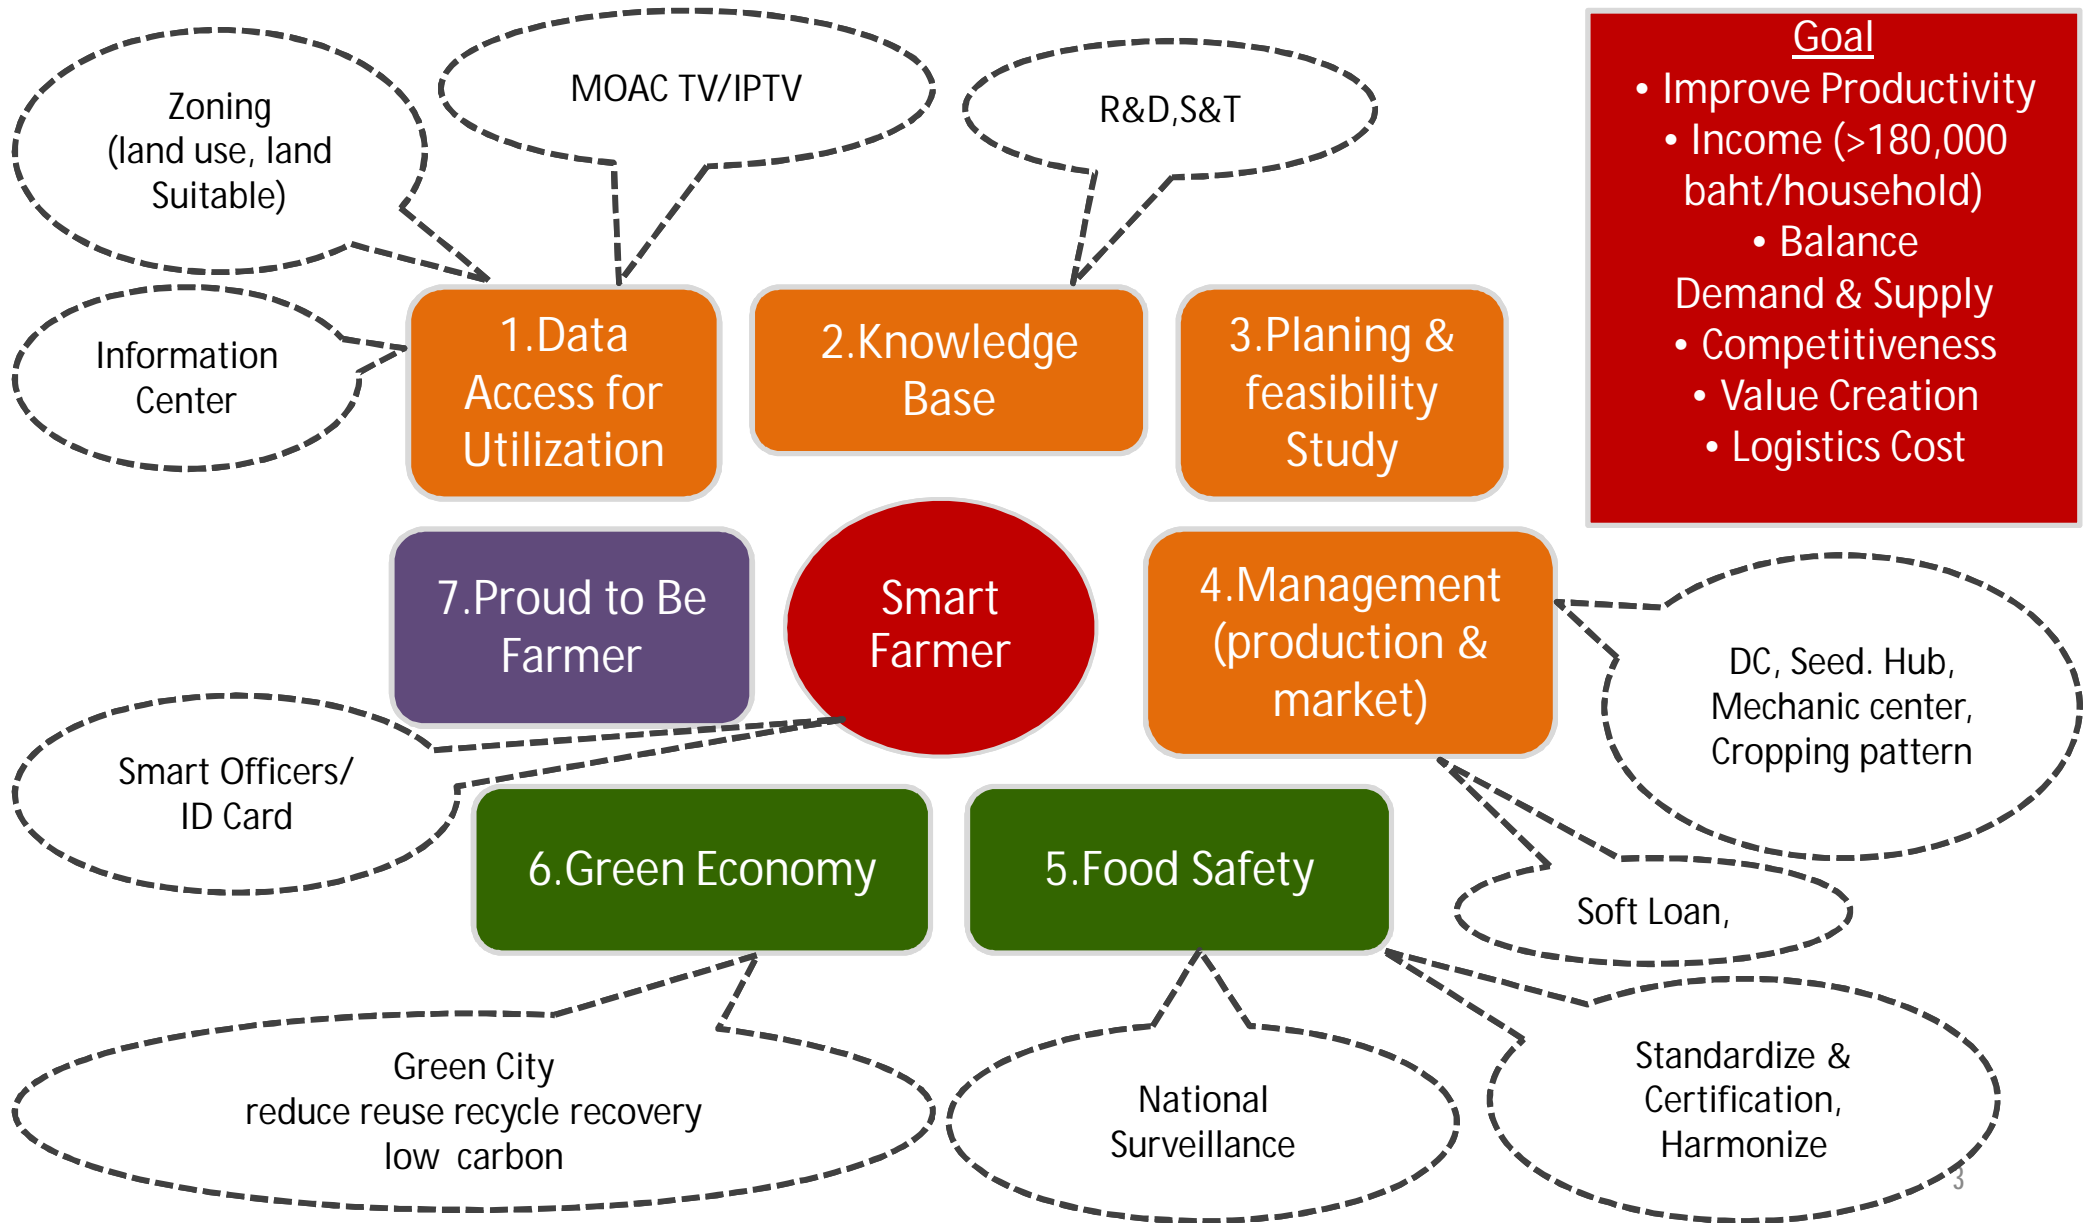 Zoning
(land use, land
Suitable)
MOAC TV/IPTV
R&D,S&T
Goal
• Improve Productivity
• Income (>180,000
baht/household)
• Balance
Demand & Supply
• Competitiveness
• Value Creation
• Logistics Cost
Information
Center
1.Data
Access for
Utilization
2.Knowledge
Base
3.Planing &
feasibility
Study
7.Proud to Be
Farmer
Smart
Farmer
4.Management
(production &
market)
DC, Seed. Hub,
Mechanic center,
Cropping pattern
Smart Officers/
ID Card
6.Green Economy
5.Food Safety
Soft Loan,
Green City
reduce reuse recycle recovery
low carbon
National
Surveillance
Standardize &
Certification,
Harmonize
3